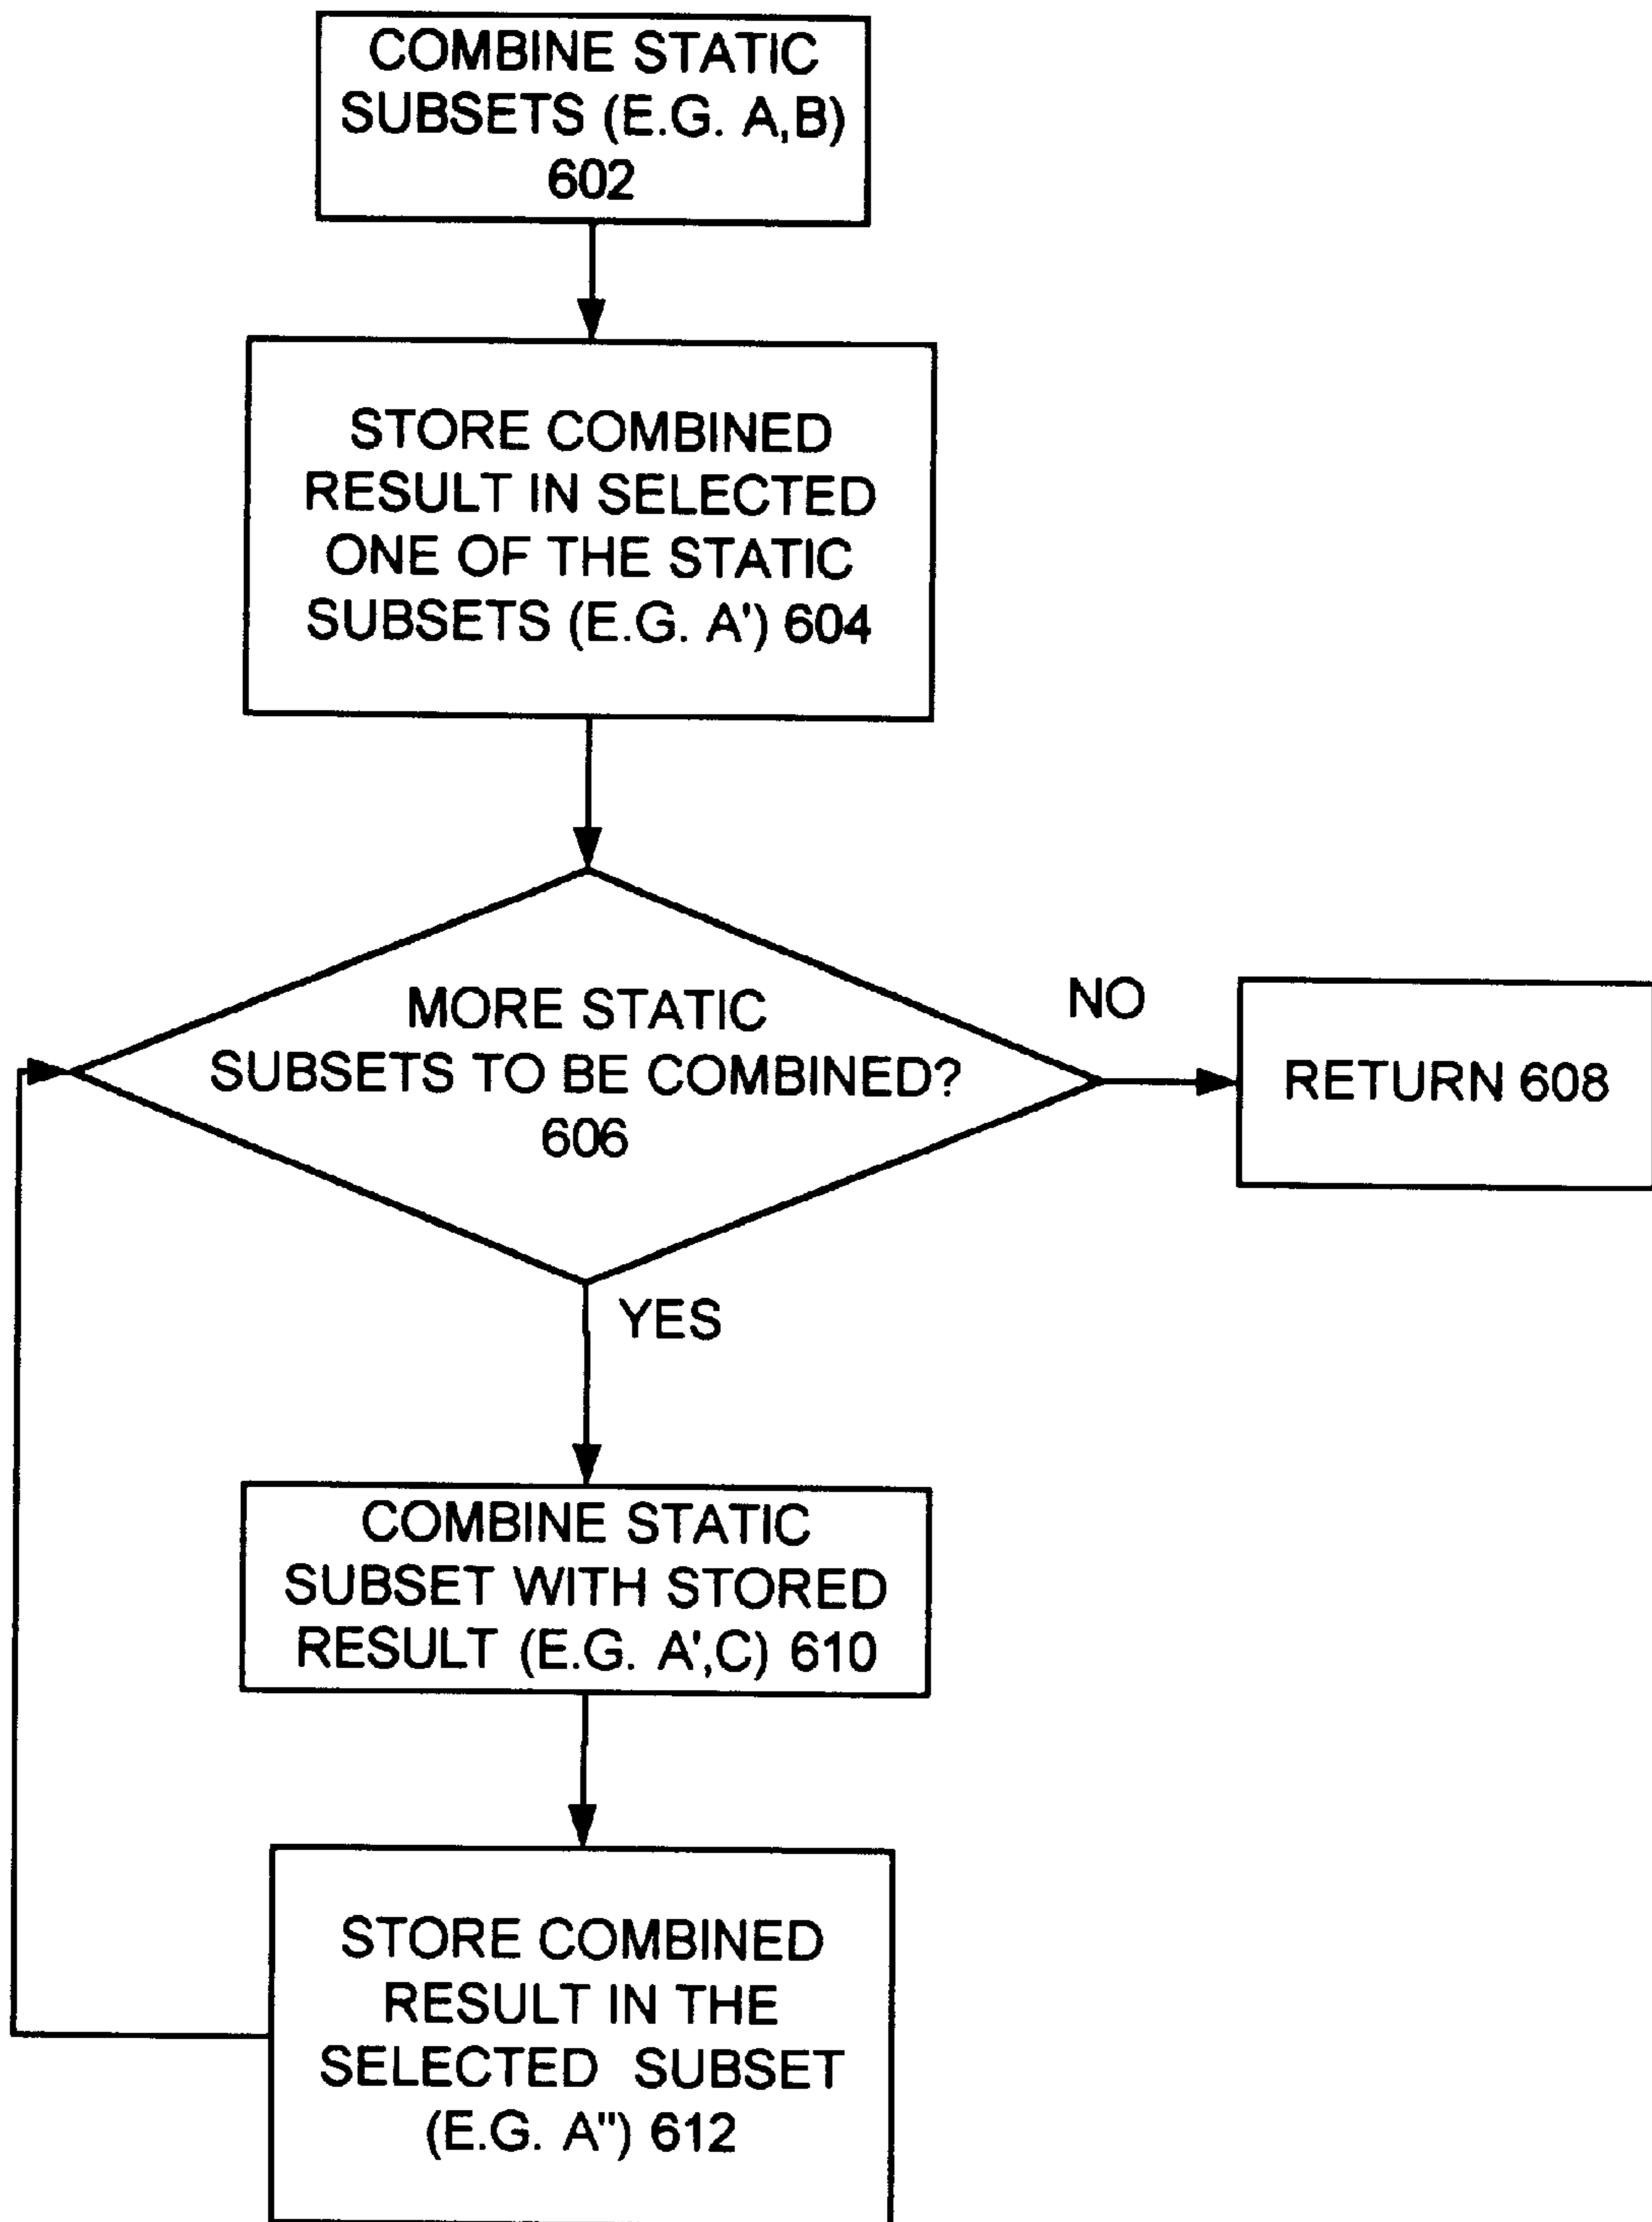 COMBINE STATIC
SUBSETS (E.G. A,B)
602
STORE COMBINED
RESULT IN SELECTED
ONE OF THE STATIC
SUBSETS (E.G. A') 604
MORE STATIC
SUBSETS TO BE COMBINED?
606
NO
RETURN 608
YES
COMBINE STATIC
SUBSET WITH STORED
RESULT (E.G. A',C) 610
STORE COMBINED
RESULT IN THE
SELECTED SUBSET
(E.G. A") 612